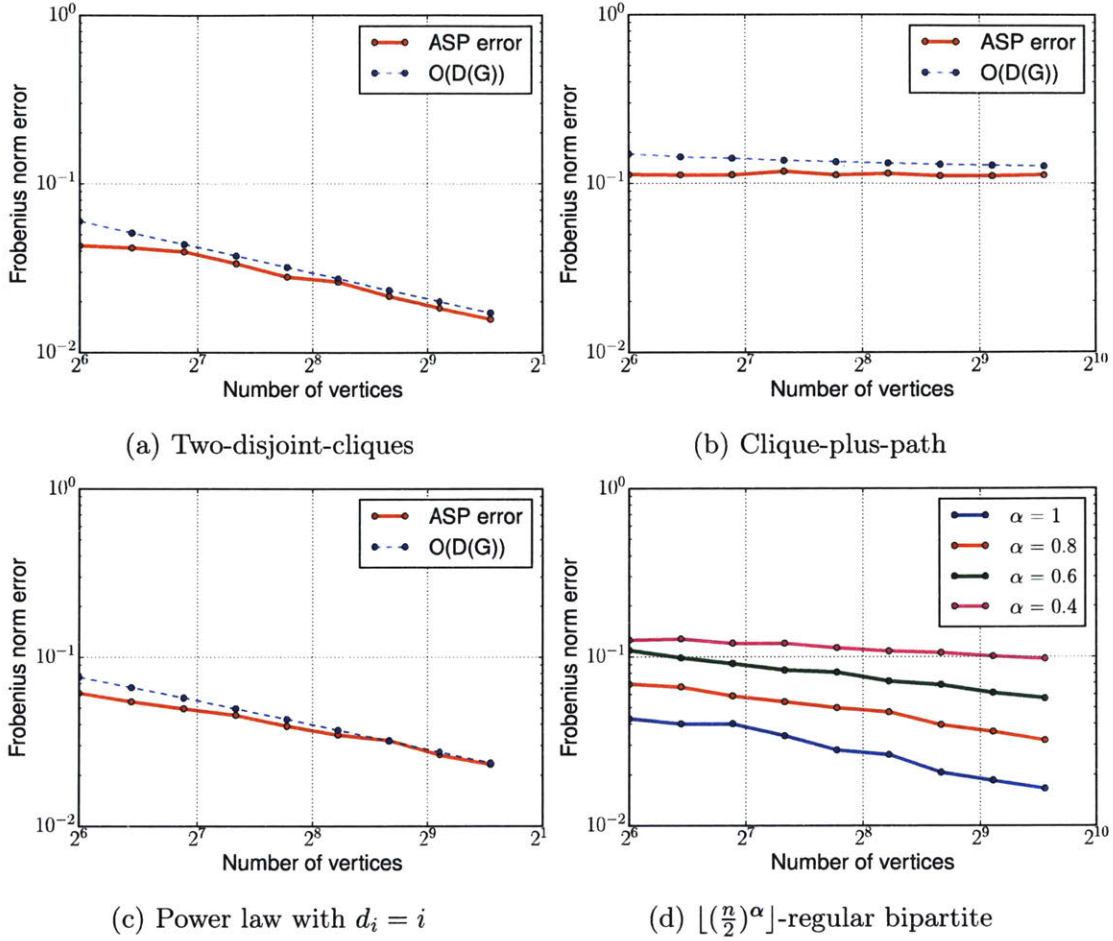 10^0
ASP error
O(D(G))
10^-1
10^-2
Frobenius norm error
2^6 2^7 2^8 2^9 2^1
Number of vertices
(a) Two-disjoint-cliques
10^0
ASP error
O(D(G))
10^-1
10^-2
Frobenius norm error
2^6 2^7 2^8 2^9 2^10
Number of vertices
(b) Clique-plus-path
10^0
ASP error
O(D(G))
10^-1
10^-2
Frobenius norm error
2^6 2^7 2^8 2^9 2^1
Number of vertices
(c) Power law with d_i = i
10^0
α = 1
α = 0.8
α = 0.6
α = 0.4
10^-1
10^-2
Frobenius norm error
2^6 2^7 2^8 2^9 2^10
Number of vertices
(d) ⌊(n/2)^α⌋-regular bipartite